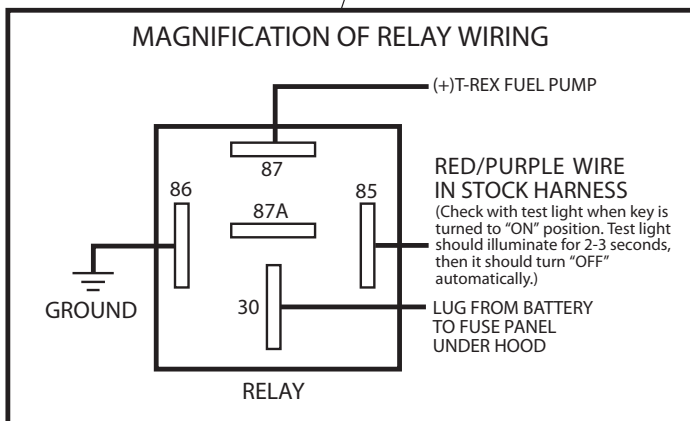 MAGNIFICATION OF RELAY WIRING
(+)T-REX FUEL PUMP
87
86
85
87A
RED/PURPLE WIRE
IN STOCK HARNESS
(Check with test light when key is
turned to “ON” position. Test light
should illuminate for 2-3 seconds,
then it should turn “OFF”
automatically.)
GROUND
30
LUG FROM BATTERY
TO FUSE PANEL
UNDER HOOD
RELAY